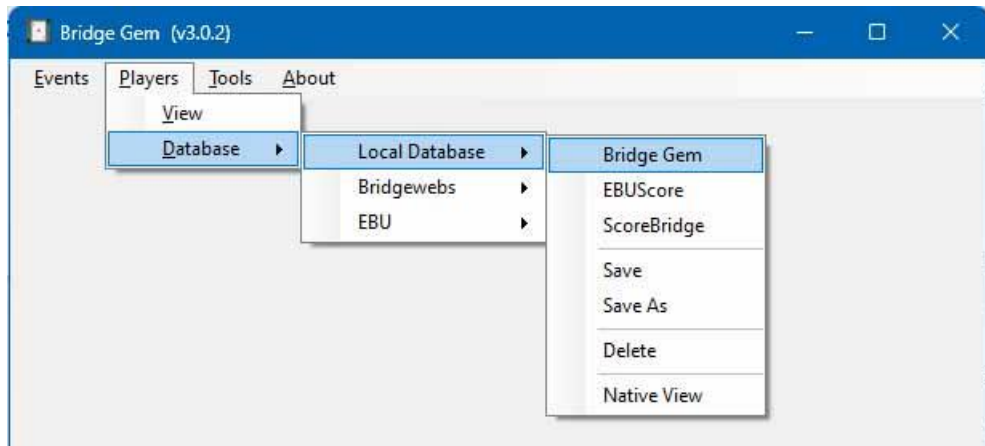 Bridge Gem (v3.0.2)
Events Players Tools About
View
Database
Local Database
Bridgewebs
EBU
Bridge Gem
EBUScore
ScoreBridge
Save
Save As
Delete
Native View